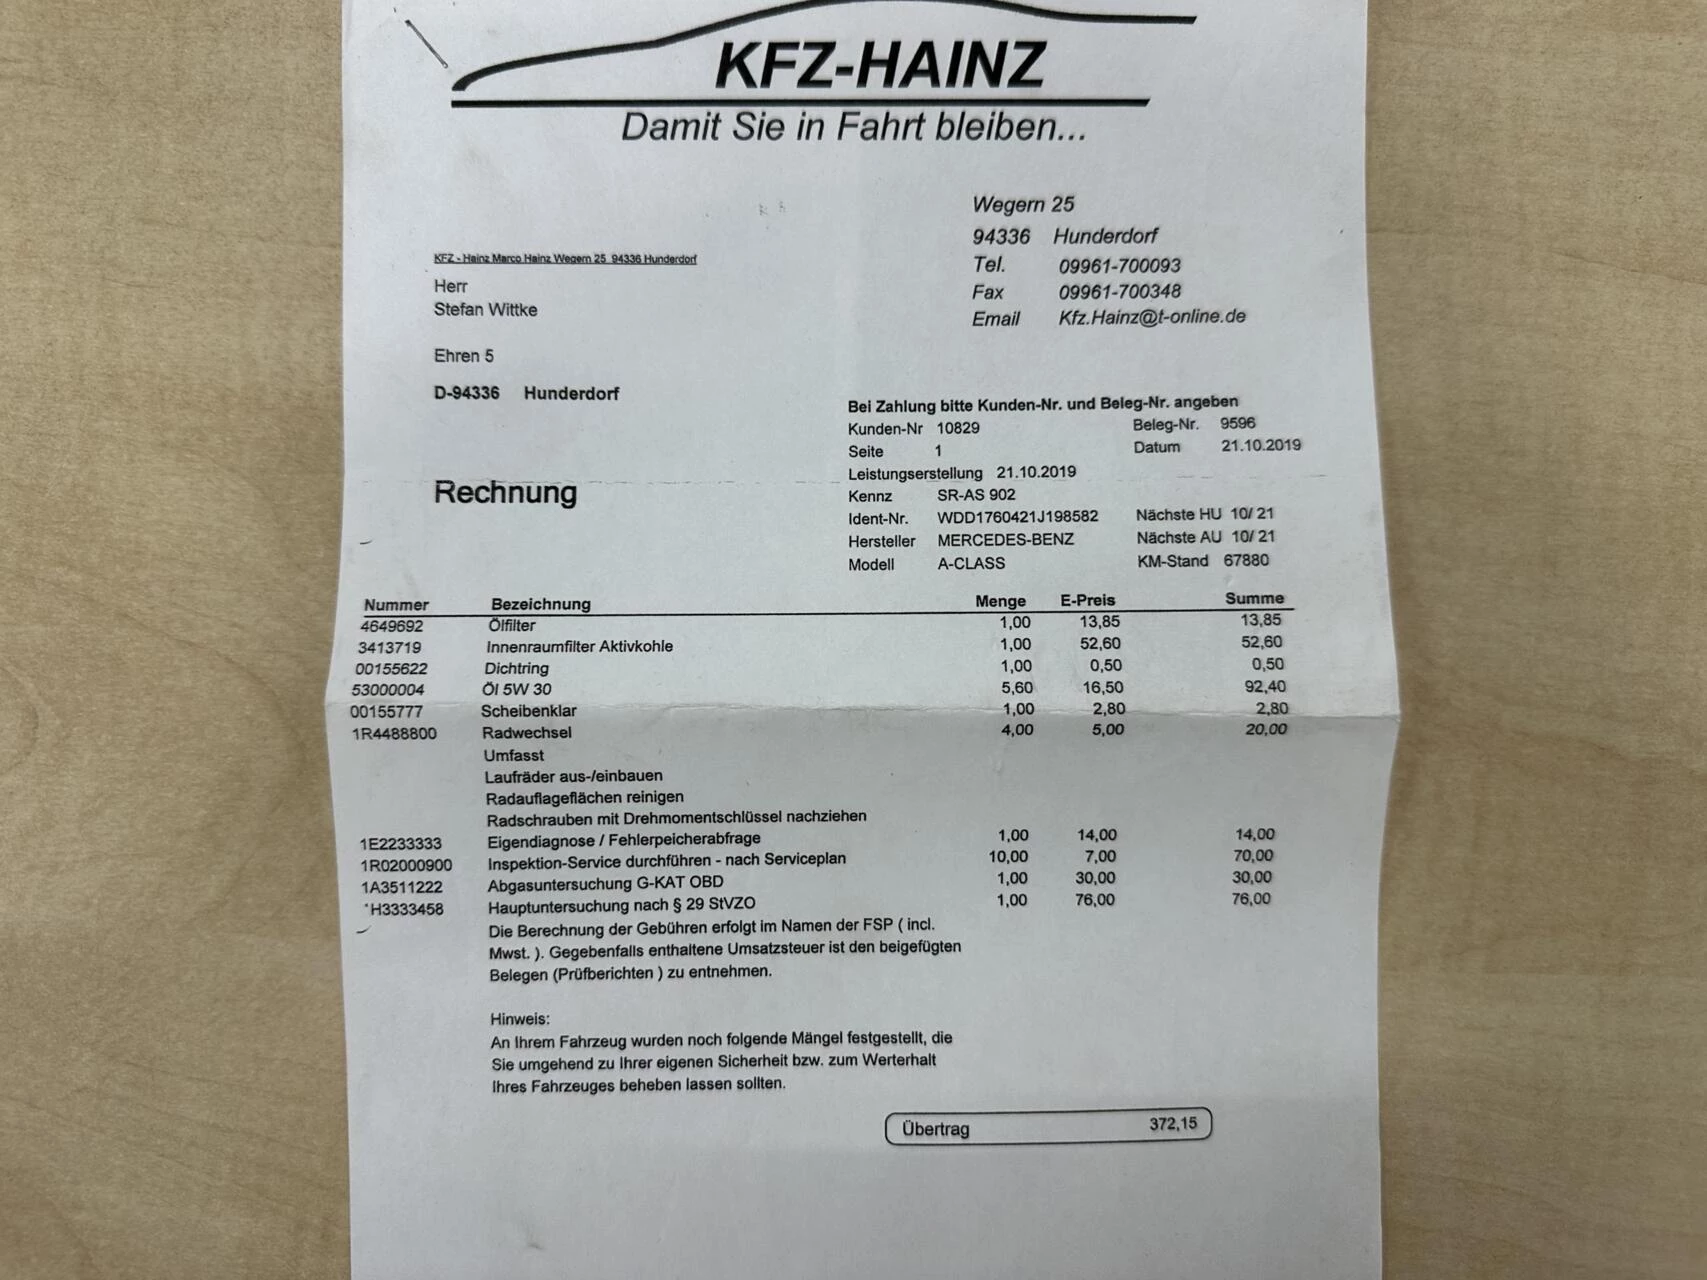 KFZ-HAINZ
Damit Sie in Fahrt bleiben...
Wegern 25
94336 Hunderdorf
Tel. 09961-700093
Fax 09961-700348
Email Kfz.Hainz@t-online.de
KFZ - Hainz Marco Hainz Wegern 25 94336 Hunderdorf
Herr
Stefan Wittke
Ehren 5
D-94336 Hunderdorf
Bei Zahlung bitte Kunden-Nr. und Beleg-Nr. angeben
Kunden-Nr 10829 Beleg-Nr. 9596
Seite 1 Datum 21.10.2019
Leistungserstellung 21.10.2019
Rechnung
Kennz SR-AS 902
Ident-Nr. WDD1760421J198582 Nächste HU 10/ 21
Hersteller MERCEDES-BENZ Nächste AU 10/ 21
Modell A-CLASS KM-Stand 67880
Nummer Bezeichnung Menge E-Preis Summe
4649692 Ölfilter 1,00 13,85 13,85
3413719 Innenraumfilter Aktivkohle 1,00 52,60 52,60
00155622 Dichtring 1,00 0,50 0,50
53000004 Öl 5W 30 5,60 16,50 92,40
00155777 Scheibenklar 1,00 2,80 2,80
1R4488800 Radwechsel 4,00 5,00 20,00
Umfasst
Laufräder aus-/einbauen
Radauflageflächen reinigen
Radschrauben mit Drehmomentschlüssel nachziehen
1E2233333 Eigendiagnose / Fehlerpeicherabfrage 1,00 14,00 14,00
1R02000900 Inspektion-Service durchführen - nach Serviceplan 10,00 7,00 70,00
1A3511222 Abgasuntersuchung G-KAT OBD 1,00 30,00 30,00
*H3333458 Hauptuntersuchung nach § 29 StVZO 1,00 76,00 76,00
Die Berechnung der Gebühren erfolgt im Namen der FSP ( incl.
Mwst. ). Gegebenfalls enthaltene Umsatzsteuer ist den beigefügten
Belegen (Prüfberichten ) zu entnehmen.
Hinweis:
An Ihrem Fahrzeug wurden noch folgende Mängel festgestellt, die
Sie umgehend zu Ihrer eigenen Sicherheit bzw. zum Werterhalt
Ihres Fahrzeuges beheben lassen sollten.
Übertrag 372,15